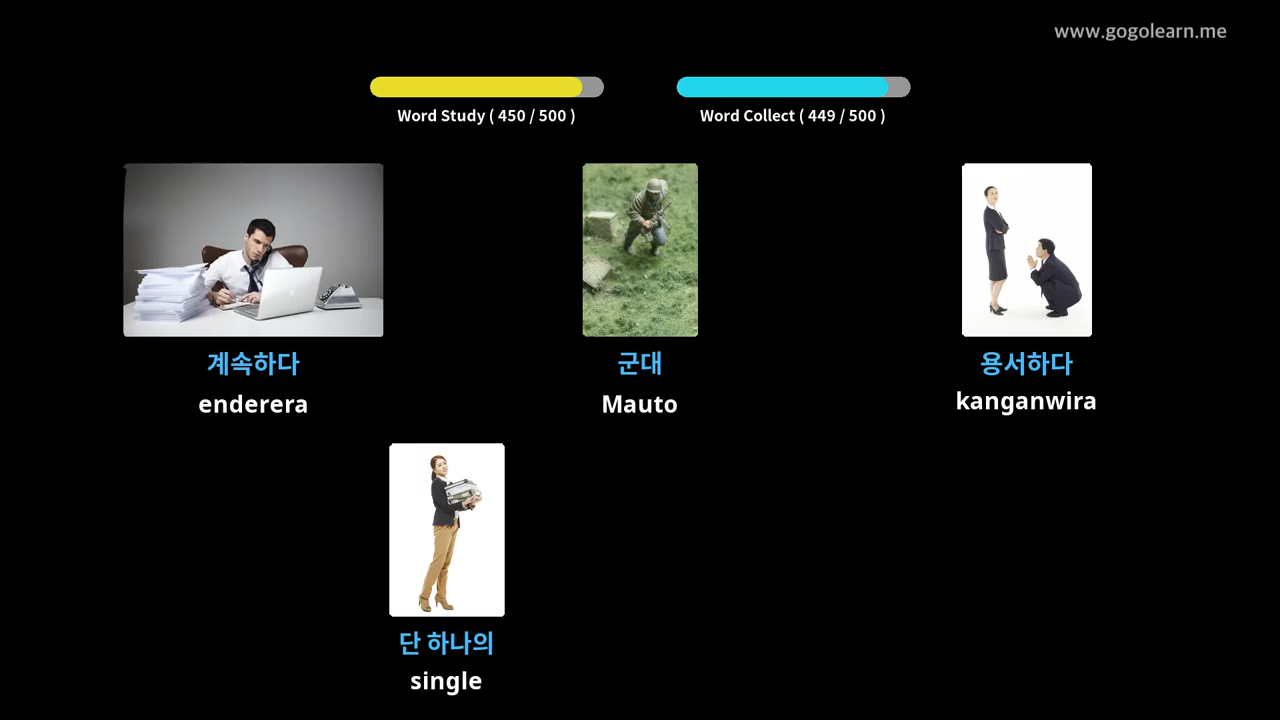 www.gogolearn.me
Word Study ( 450 / 500 )
Word Collect ( 449 / 500 )
계속하다
enderera
군대
Mauto
용서하다
kanganwira
단 하나의
single